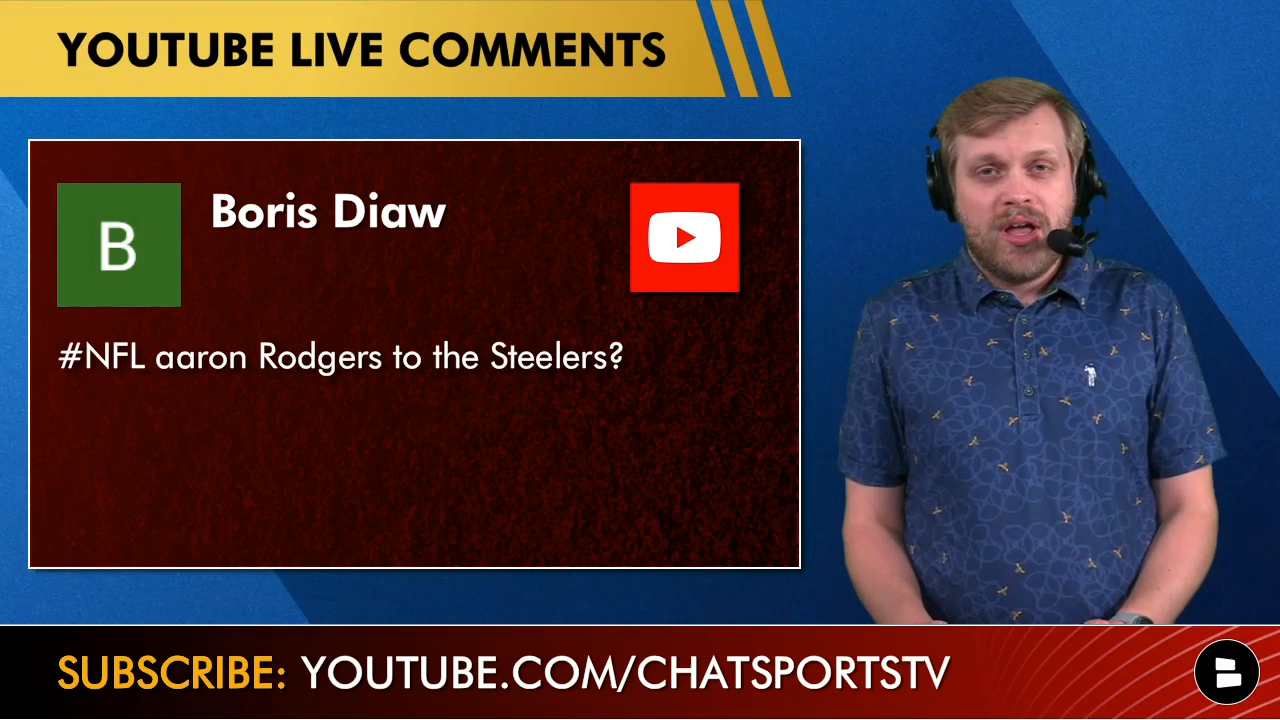 YOUTUBE LIVE COMMENTS
B
Boris Diaw
#NFL aaron Rodgers to the Steelers?
SUBSCRIBE: YOUTUBE.COM/CHATSPORTSTV